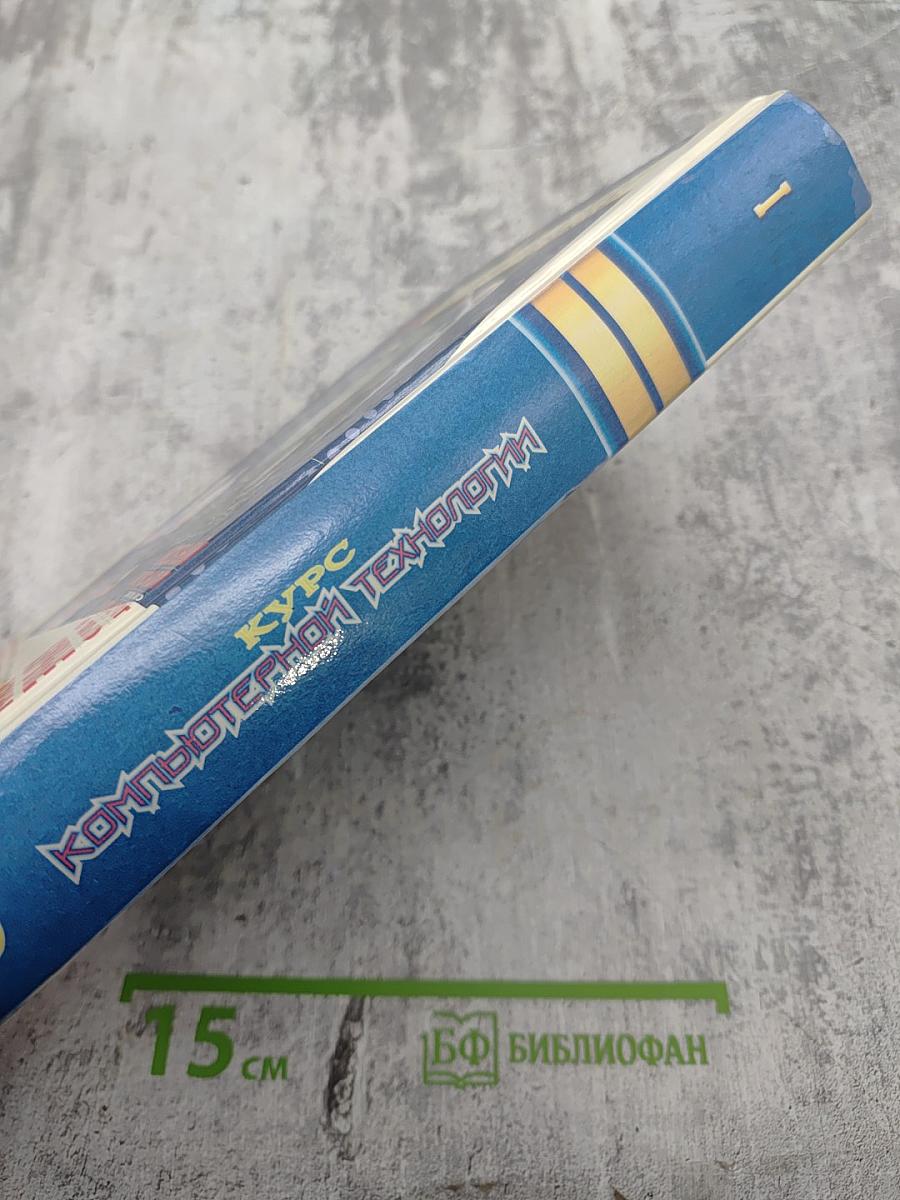 I
КУРС
КОМПЬЮТЕРНОЙ ТЕХНОЛОГИИ
15 см
БФ БИБЛИОФАН